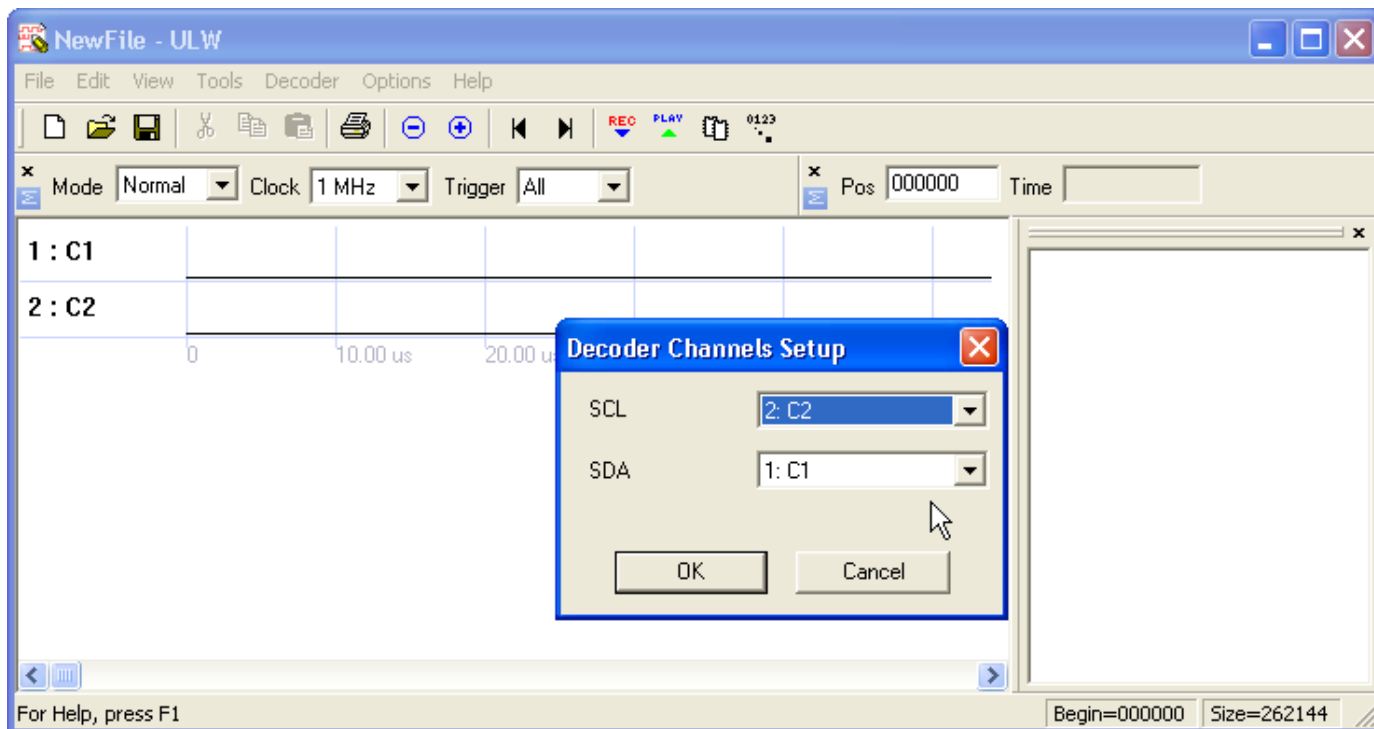 NewFile - ULW
File Edit View Tools Decoder Options Help
REC PLAY 0123
Mode Normal Clock 1 MHz Trigger All Pos 000000 Time
1 : C1
2 : C2
0 10.00 us 20.00 u
Decoder Channels Setup
SCL 2: C2
SDA 1: C1
OK Cancel
For Help, press F1 Begin=000000 Size=262144